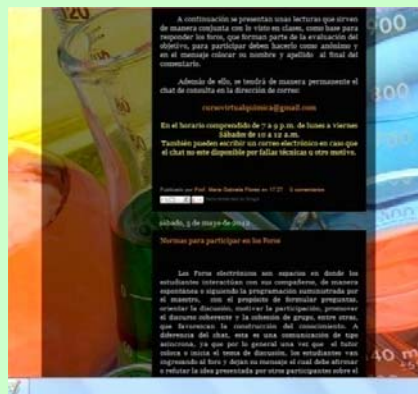 A continuación se presentan unas lecturas que sirven
de manera conjunta con lo visto en clases, como base para
responder los foros, que forman parte de la evaluación del
objetivo, para participar deben hacerlo como anónimo y
en el mensaje colocar su nombre y apellido al final del
comentario.
Además de ello, se tendrá de manera permanente el
chat de consulta en la dirección de correo:
cursovirtualquimica@gmail.com
En el horario comprendido de 7 a 9 p.m. de lunes a viernes
Sábados de 10 a 12 a.m.
También pueden escribir un correo electrónico en caso que
el chat no este disponible por fallas técnicas u otro motivo.
Publicado por Prof. Maria Gabriela Flores en 17:27 0 comentarios
sábado, 5 de mayo de 2012
Normas para participar en los Foros
Los Foros electrónicos son espacios en donde los
estudiantes interactúan con sus compañeros, de manera
espontánea o siguiendo la programación suministrada por
el maestro, con el propósito de formular preguntas,
orientar la discusión, motivar la participación, promover
el discurso coherente y la cohesión de grupo, entre otras,
que favorezcan la construcción del conocimiento. A
diferencia del chat, esta es una comunicación de tipo
asíncrona, ya que por lo general una vez que el tutor
coloca o inicia el tema de discusión, los estudiantes van
ingresando al foro y dejan su mensaje el cual debe afirmar
o refutar la idea presentada por otros participantes sobre el